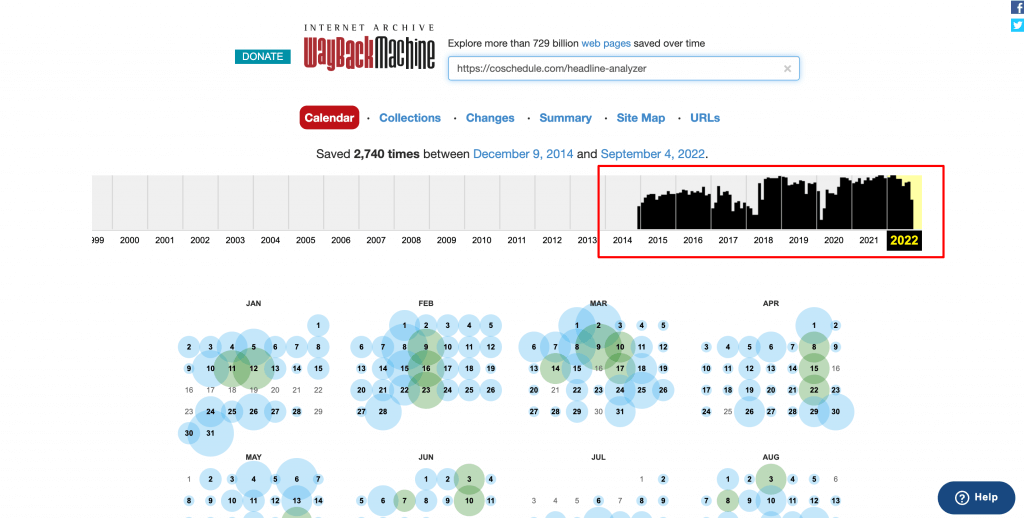 INTERNET ARCHIVE
WayBackMachine
DONATE
Explore more than 729 billion web pages saved over time
https://coschedule.com/headline-analyzer
Calendar · Collections · Changes · Summary · Site Map · URLs
Saved 2,740 times between December 9, 2014 and September 4, 2022.
999 2000 2001 2002 2003 2004 2005 2006 2007 2008 2009 2010 2011 2012 2013 2014 2015 2016 2017 2018 2019 2020 2021 2022
JAN
1
2 3 4 5 6 7 8
9 10 11 12 13 14 15
16 17 18 19 20 21 22
23 24 25 26 27 28 29
30 31
FEB
1 2 3 4 5
6 7 8 9 10 11 12
13 14 15 16 17 18 19
20 21 22 23 24 25 26
27 28
MAR
1 2 3 4 5
6 7 8 9 10 11 12
13 14 15 16 17 18 19
20 21 22 23 24 25 26
27 28 29 30 31
APR
1 2
3 4 5 6 7 8 9
10 11 12 13 14 15 16
17 18 19 20 21 22 23
24 25 26 27 28 29 30
MAY
1 2 3 4 5 6 7
8 9 10 11 12 13 14
JUN
1 2 3 4
5 6 7 8 9 10 11
JUL
1 2
3 4 5 6 7 8 9
AUG
1 2 3 4 5 6
7 8 9 10 11 12 13
Help